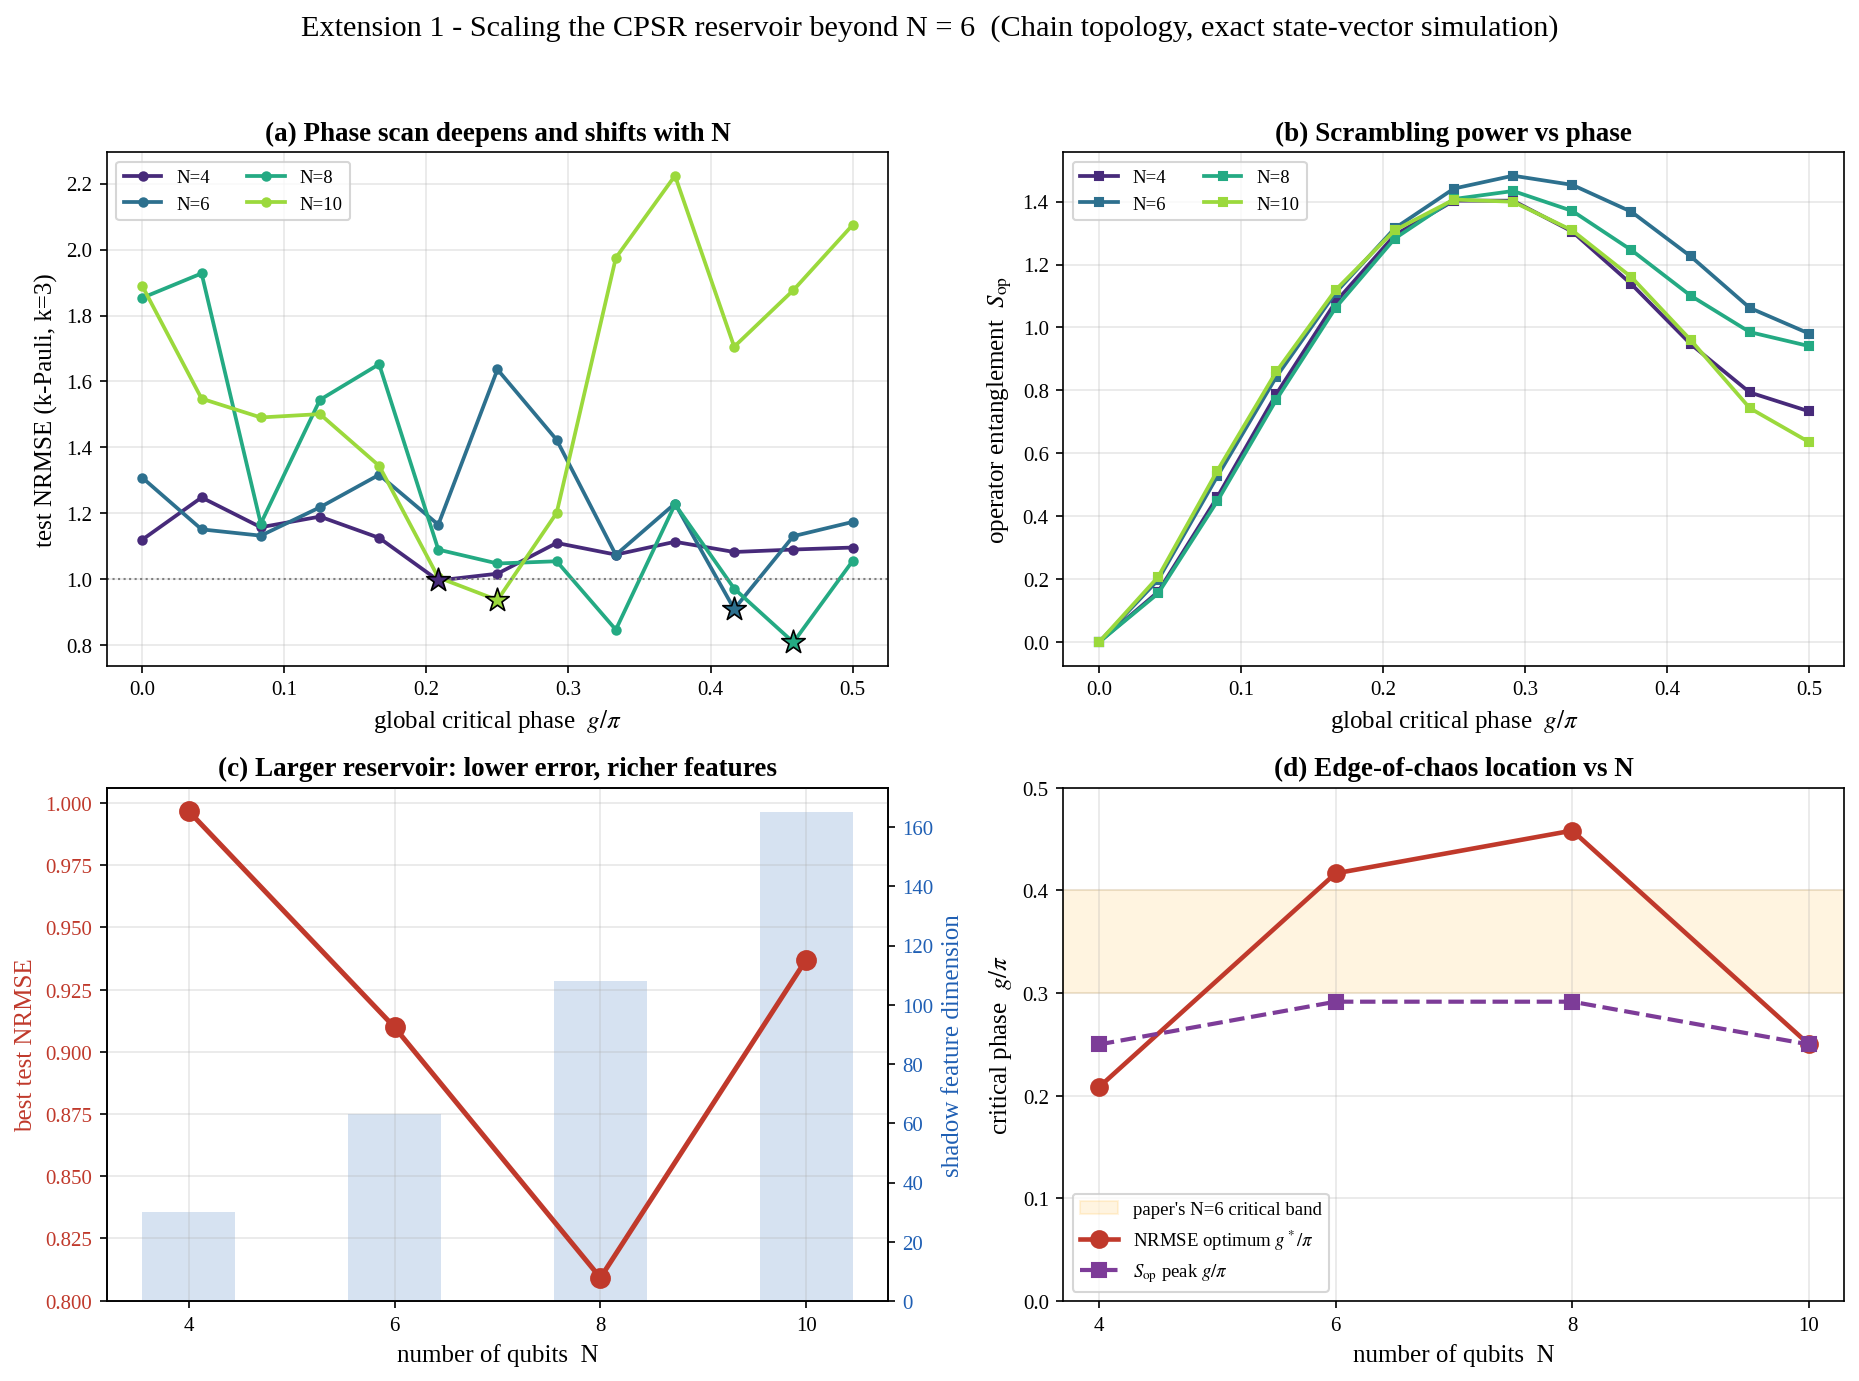 Extension 1 - Scaling the CPSR reservoir beyond N = 6  (Chain topology, exact state-vector simulation)
(a) Phase scan deepens and shifts with N
N=4
N=6
N=8
N=10
test NRMSE (k-Pauli, k=3)
2.2
2.0
1.8
1.6
1.4
1.2
1.0
0.8
0.0 0.1 0.2 0.3 0.4 0.5
global critical phase g/π
(b) Scrambling power vs phase
N=4
N=6
N=8
N=10
operator entanglement S_op
1.4
1.2
1.0
0.8
0.6
0.4
0.2
0.0
0.0 0.1 0.2 0.3 0.4 0.5
global critical phase g/π
(c) Larger reservoir: lower error, richer features
best test NRMSE
1.000
0.975
0.950
0.925
0.900
0.875
0.850
0.825
0.800
160
140
120
100
80
60
40
20
0
shadow feature dimension
4 6 8 10
number of qubits N
(d) Edge-of-chaos location vs N
critical phase g/π
0.5
0.4
0.3
0.2
0.1
0.0
paper's N=6 critical band
NRMSE optimum g*/π
S_op peak g/π
4 6 8 10
number of qubits N